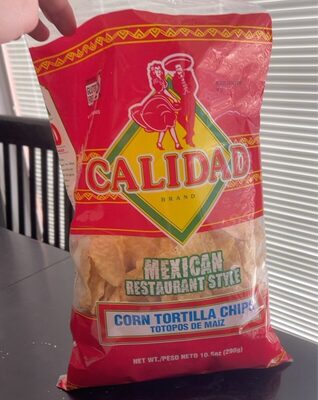 CALIDAD
BRAND
MEXICAN
RESTAURANT STYLE
CORN TORTILLA CHIPS
TOTOPOS DE MAIZ
NET WT./PESO NETO 10.5oz (298g)